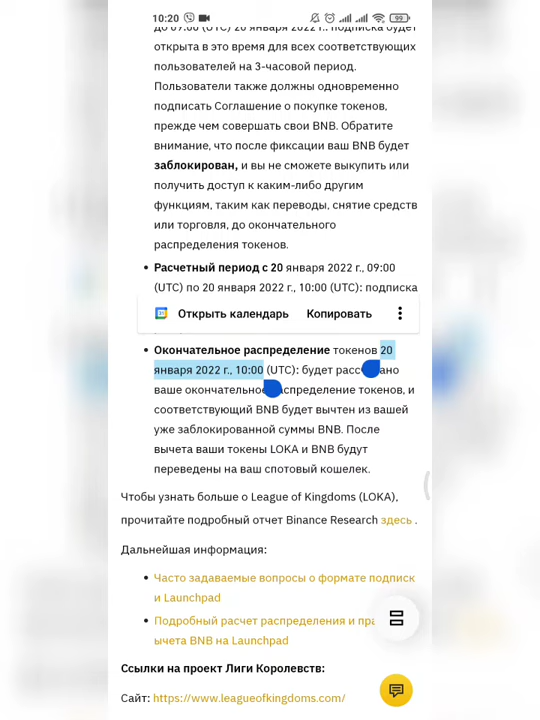 10:20
99
до 09:00 (UTC) 20 января 2022 г.: подписка будет
открыта в это время для всех соответствующих
пользователей на 3-часовой период.
Пользователи также должны одновременно
подписать Соглашение о покупке токенов,
прежде чем совершать свои BNB. Обратите
внимание, что после фиксации ваш BNB будет
заблокирован, и вы не сможете выкупить или
получить доступ к каким-либо другим
функциям, таким как переводы, снятие средств
или торговля, до окончательного
распределения токенов.
• Расчетный период с 20 января 2022 г., 09:00
(UTC) по 20 января 2022 г., 10:00 (UTC): подписка
Открыть календарь Копировать
• Окончательное распределение токенов 20
января 2022 г., 10:00 (UTC): будет
ваше
соответствующий BNB будет вычтен из вашей
уже заблокированной суммы BNB. После
вычета ваши токены LOKA и BNB будут
переведены на ваш спотовый кошелек.
Чтобы узнать больше о League of Kingdoms (LOKA),
прочитайте подробный отчет Binance Research здесь .
Дальнейшая информация:
• Часто задаваемые вопросы о формате подписк
и Launchpad
• Подробный расчет распределения и
ычета BNB на Launchpad
Ссылки на проект Лиги Королевств:
Сайт: https://www.leagueofkingdoms.com/